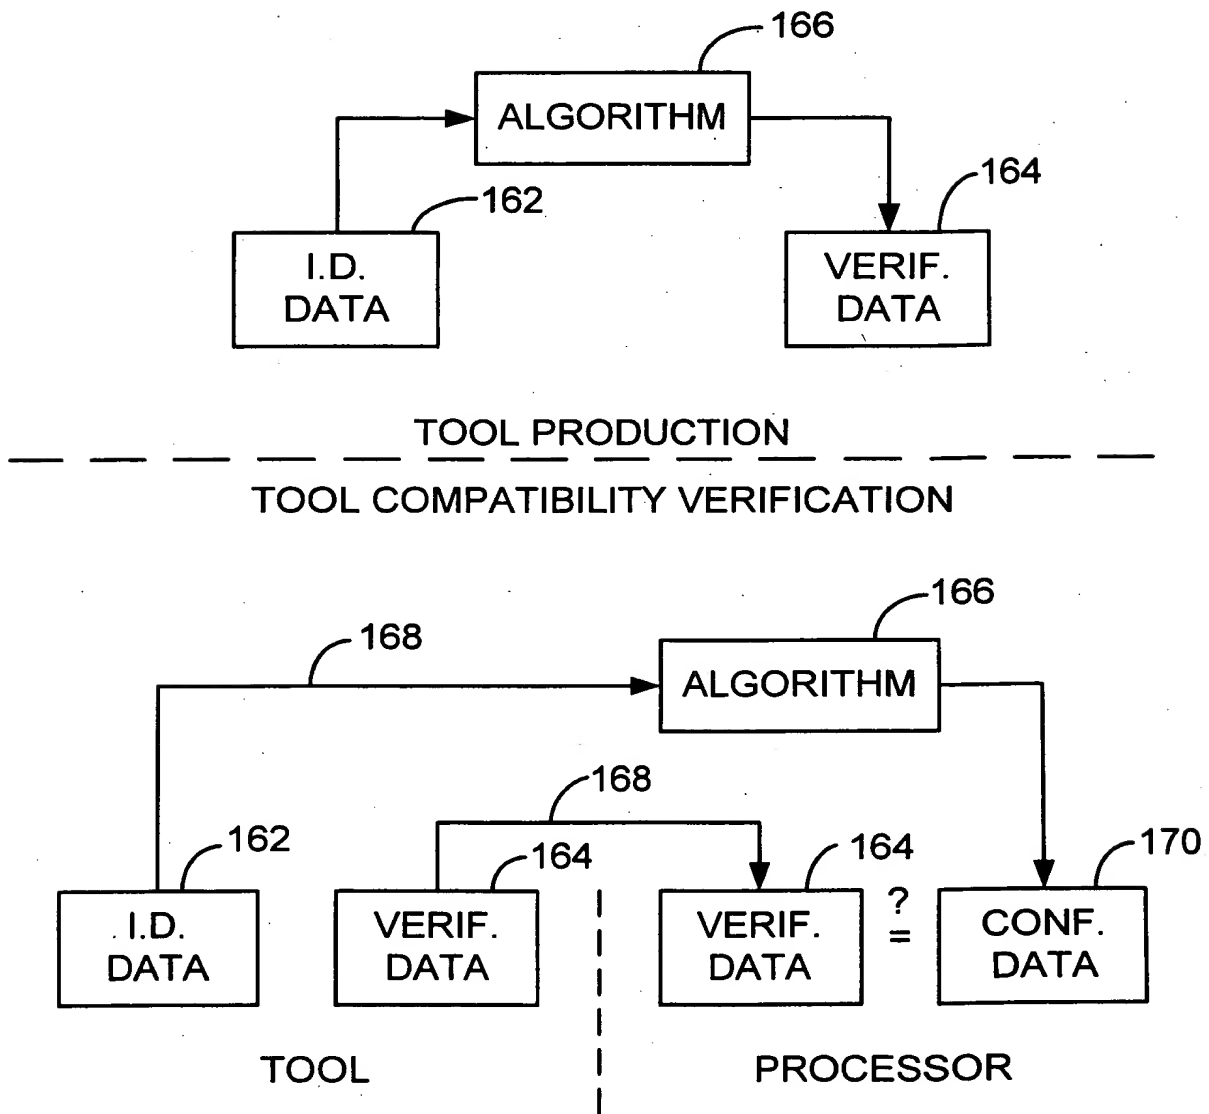 166
ALGORITHM
162
164
I.D.
DATA
VERIF.
DATA
TOOL PRODUCTION
TOOL COMPATIBILITY VERIFICATION
166
168
ALGORITHM
168
162
164
164
170
I.D.
DATA
VERIF.
DATA
VERIF.
DATA
?
=
CONF.
DATA
TOOL
PROCESSOR